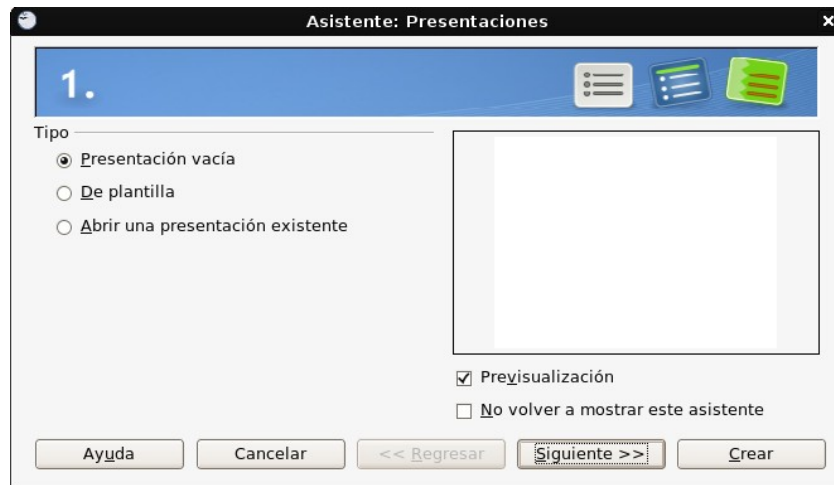 Asistente: Presentaciones
1.
Tipo
Presentación vacía
De plantilla
Abrir una presentación existente
Previsualización
No volver a mostrar este asistente
Ayuda
Cancelar
<< Regresar
Siguiente >>
Crear